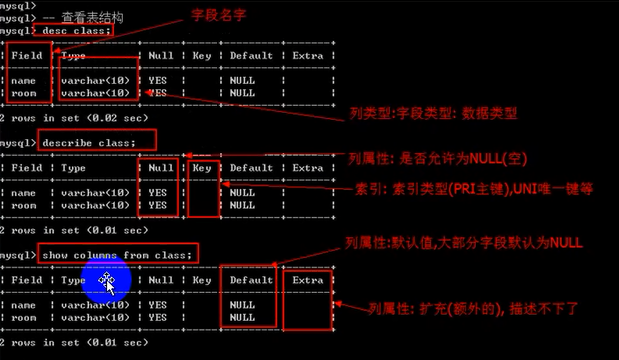 mysql>
mysql> -- 查看表结构
mysql> desc class;
字段名字
| Field | Type | Null | Key | Default | Extra |
| name | varchar(10) | YES | | NULL | |
| room | varchar(10) | YES | | NULL | |
列类型:字段类型: 数据类型
2 rows in set (0.02 sec)
mysql> describe class;
列属性: 是否允许为NULL(空)
| Field | Type | Null | Key | Default | Extra |
索引: 索引类型(PRI主键),UNI唯一键等
| name | varchar(10) | YES | | NULL | |
| room | varchar(10) | YES | | NULL | |
2 rows in set (0.01 sec)
列属性:默认值,大部分字段默认为NULL
mysql> show columns from class;
| Field | Type | Null | Key | Default | Extra |
| name | varchar(10) | YES | | NULL | |
| room | varchar(10) | YES | | NULL | |
列属性: 扩充(额外的), 描述不下了
2 rows in set (0.01 sec)